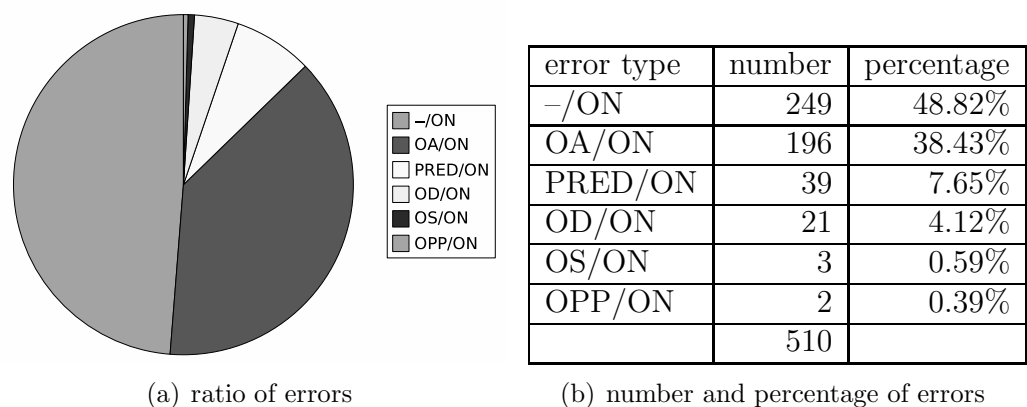 –/ON
OA/ON
PRED/ON
OD/ON
OS/ON
OPP/ON
error type number percentage
–/ON 249 48.82%
OA/ON 196 38.43%
PRED/ON 39 7.65%
OD/ON 21 4.12%
OS/ON 3 0.59%
OPP/ON 2 0.39%
510
(a) ratio of errors
(b) number and percentage of errors